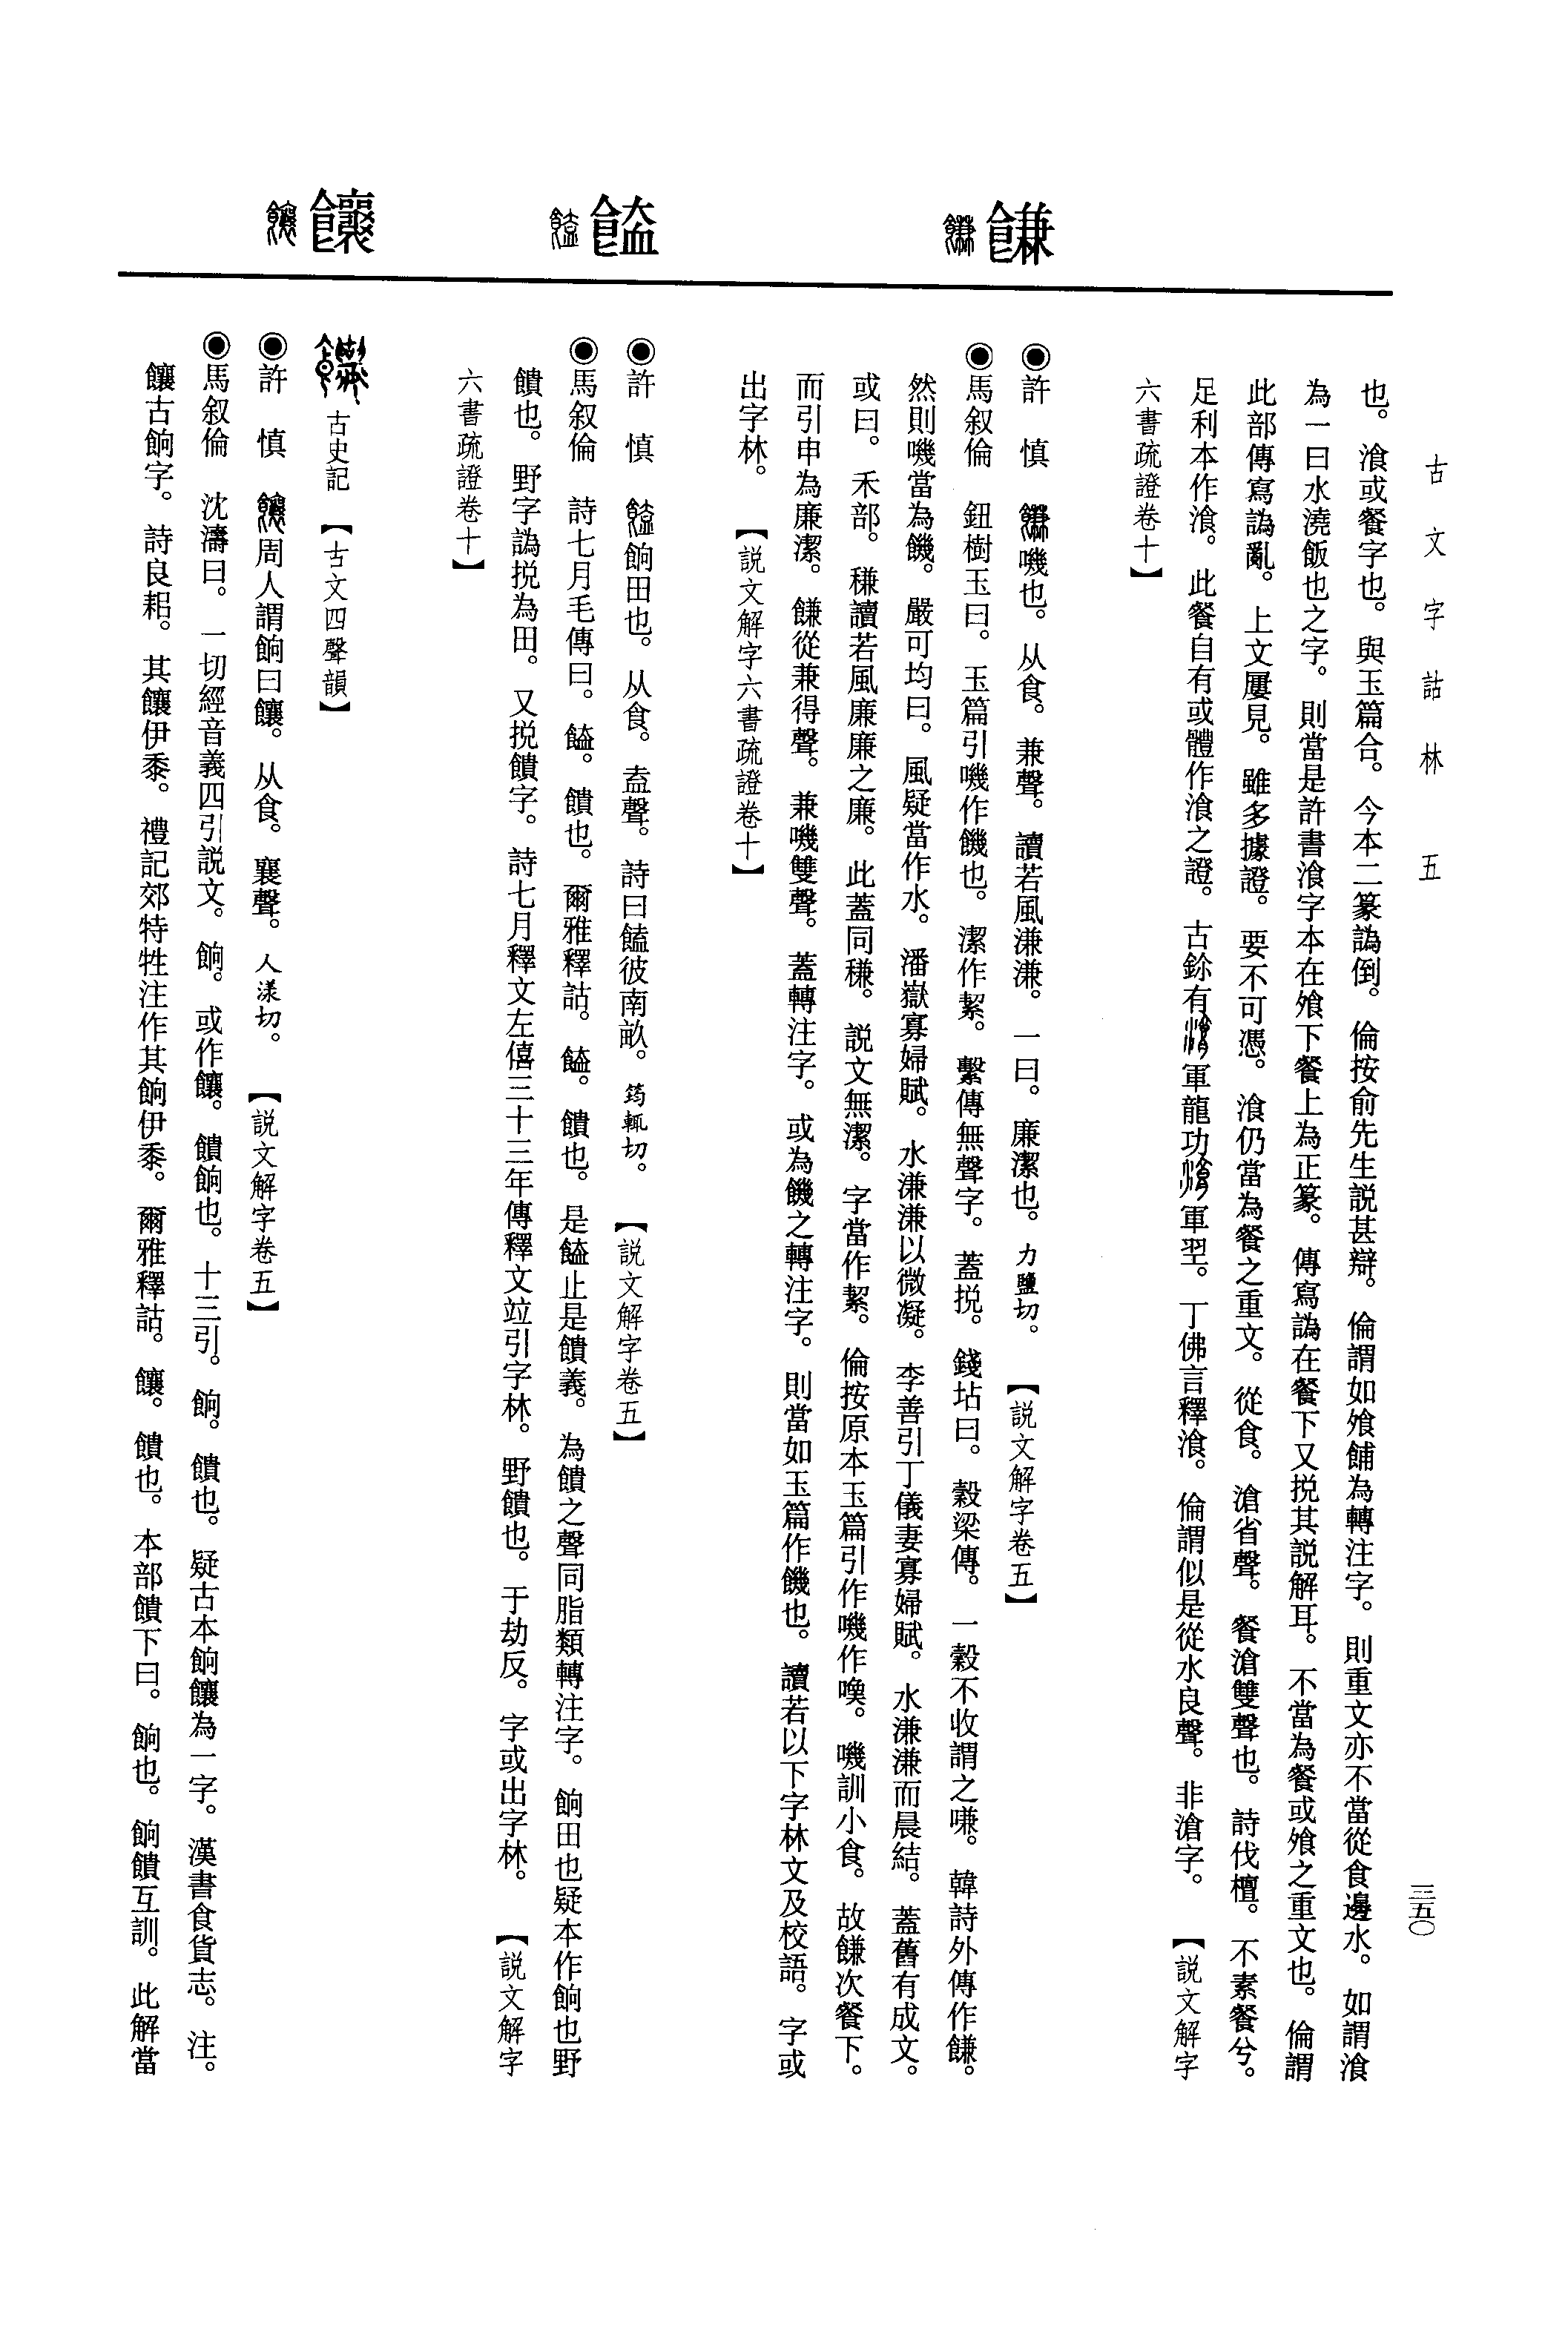 古文字詁林 五
三五〇
也。湌或餐字也。與玉篇合。今本二篆譌倒。倫按俞先生説甚辯。倫謂如飧餔為轉注字。則重文亦不當從食邊水。如謂湌
為一曰水澆飯也之字。則當是許書湌字本在飧下餐上為正篆。傳寫譌在餐下又捝其説解耳。不當為餐或飧之重文也。倫謂
此部傳寫譌亂。上文屢見。雖多據證。要不可憑。湌仍當為餐之重文。從食。滄省聲。餐滄雙聲也。詩伐檀。不素餐兮。
足利本作湌。此餐自有或體作湌之證。古鉨有軍龍功軍翌。丁佛言釋湌。倫謂似是從水良聲。非滄字。【説文解字
六書疏證卷十】
䭑
◉許 慎 嘰也。从食。兼聲。讀若風溓溓。一曰。廉潔也。力鹽切。【説文解字卷五】
◉馬叙倫 鈕樹玉曰。玉篇引嘰作饑也。潔作絜。繫傳無聲字。蓋捝。錢坫曰。穀梁傳。一穀不收謂之嗛。韓詩外傳作䭑。
然則嘰當為饑。嚴可均曰。風疑當作水。潘嶽寡婦賦。水溓溓以微凝。李善引丁儀妻寡婦賦。水溓溓而晨結。蓋舊有成文。
或曰。禾部。稴讀若風廉廉之廉。此蓋同稴。説文無潔。字當作絜。倫按原本玉篇引作嘰作㗛。嘰訓小食。故䭑次餐下。
而引申為廉潔。䭑從兼得聲。兼嘰雙聲。蓋轉注字。或為饑之轉注字。則當如玉篇作饑也。讀若以下字林文及校語。字或
出字林。【説文解字六書疏證卷十】
饁
◉許 慎 餉田也。从食。盍聲。詩曰饁彼南畝。筠輒切。【説文解字卷五】
◉馬叙倫 詩七月毛傳曰。饁。饋也。爾雅釋詁。饁。饋也。是饁止是饋義。為饋之聲同脂類轉注字。餉田也疑本作餉也野
饋也。野字譌捝為田。又捝饋字。詩七月釋文左僖三十三年傳釋文竝引字林。野饋也。于劫反。字或出字林。【説文解字
六書疏證卷十】
饟
古史記【古文四聲韻】
◉許 慎 周人謂餉曰饟。从食。襄聲。人漾切。【説文解字卷五】
◉馬叙倫 沈濤曰。一切經音義四引説文。餉。或作饟。饋餉也。十三引。餉。饋也。疑古本餉饟為一字。漢書食貨志。注。
饟古餉字。詩良耜。其饟伊黍。禮記郊特牲注作其餉伊黍。爾雅釋詁。饟。饋也。本部饋下曰。餉也。餉饋互訓。此解當